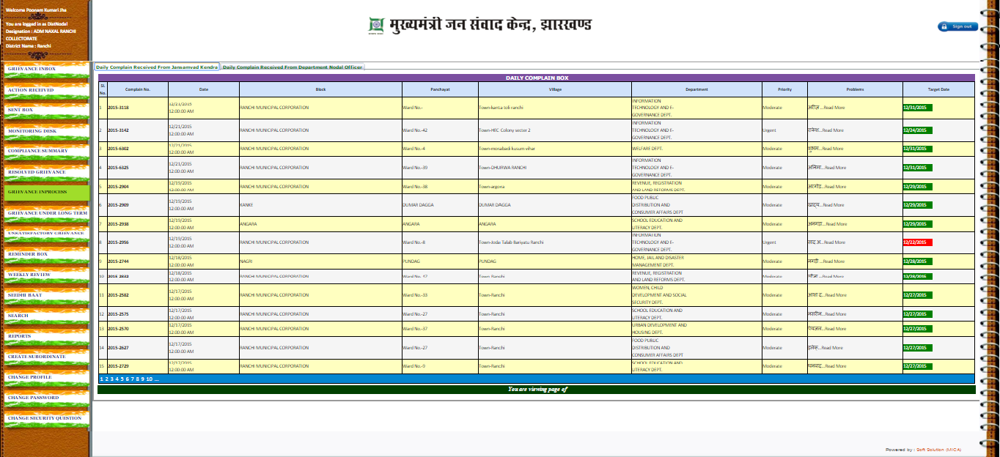 Welcome Poonam Kumari Jha
You are logged in as DistNodal
Designation : ADM NAXAL RANCHI
COLLECTORATE
District Name : Ranchi
मुख्यमंत्री जन संवाद केन्द्र, झारखण्ड
Sign out
GRIEVANCE INBOX
ACTION RECEIVED
SENT BOX
MONITORING DESK
COMPLIANCE SUMMARY
RESOLVED GRIEVANCE
GRIEVANCE INPROCESS
GRIEVANCE UNDER LONG TERM
UNSATISFACTORY GRIEVANCE
REMINDER BOX
WEEKLY REVIEW
SEEDHI BAAT
SEARCH
REPORTS
CREATE SUBORDINATE
CHANGE PROFILE
CHANGE PASSWORD
CHANGE SECURITY QUESTION
Daily Complain Received From Jansamvad Kendra Daily Complain Received From Department Nodal Officer
DAILY COMPLAIN BOX
Sl. No. Complain No. Date Block Panchayat Village Department Priority Problems Target Date
1 2015-3118 12/21/2015 12:00:00 AM RANCHI MUNICIPAL CORPORATION Ward No.- Town-kanta toli ranchi INFORMATION TECHNOLOGY AND E-GOVERNANCE DEPT. Moderate ...Read More 12/31/2015
2 2015-3142 12/21/2015 12:00:00 AM RANCHI MUNICIPAL CORPORATION Ward No.-42 Town-HEC Colony secter 2 INFORMATION TECHNOLOGY AND E-GOVERNANCE DEPT. Urgent ...Read More 12/24/2015
3 2015-6302 12/21/2015 12:00:00 AM RANCHI MUNICIPAL CORPORATION Ward No.-4 Town-morabadi kusum vihar WELFARE DEPT. Moderate ...Read More 12/31/2015
4 2015-6325 12/21/2015 12:00:00 AM RANCHI MUNICIPAL CORPORATION Ward No.-39 Town-DHURWA RANCHI INFORMATION TECHNOLOGY AND E-GOVERNANCE DEPT. Moderate ...Read More 12/31/2015
5 2015-2904 12/19/2015 12:00:00 AM RANCHI MUNICIPAL CORPORATION Ward No.-38 Town-argora REVENUE, REGISTRATION AND LAND REFORMS DEPT. Moderate ...Read More 12/29/2015
6 2015-2909 12/19/2015 12:00:00 AM KANKE DUMAR DAGGA DUMAR DAGGA FOOD PUBLIC DISTRIBUTION AND CONSUMER AFFAIRS DEPT Moderate ...Read More 12/29/2015
7 2015-2938 12/19/2015 12:00:00 AM ANGARA ANGARA ANGARA SCHOOL EDUCATION AND LITERACY DEPT. Moderate ...Read More 12/29/2015
8 2015-2956 12/19/2015 12:00:00 AM RANCHI MUNICIPAL CORPORATION Ward No.-8 Town-Joda Talab Bariyatu Ranchi INFORMATION TECHNOLOGY AND E-GOVERNANCE DEPT. Urgent ...Read More 12/22/2015
9 2015-2744 12/18/2015 12:00:00 AM NAGRI PUNDAG PUNDAG HOME, JAIL AND DISASTER MANAGEMENT DEPT. Moderate ...Read More 12/28/2015
10 12/18/2015 12:00:00 AM RANCHI MUNICIPAL CORPORATION Town-Ranchi REVENUE, REGISTRATION AND LAND REFORMS DEPT. Moderate ...Read More 12/28/2015
11 2015-2582 12/17/2015 12:00:00 AM RANCHI MUNICIPAL CORPORATION Ward No.-33 Town-Ranchi WOMEN, CHILD DEVELOPMENT AND SOCIAL SECURITY DEPT. Moderate ...Read More 12/27/2015
12 2015-2575 12/17/2015 12:00:00 AM RANCHI MUNICIPAL CORPORATION Ward No.-27 Town-Ranchi SCHOOL EDUCATION AND LITERACY DEPT. Moderate ...Read More 12/27/2015
13 2015-2570 12/17/2015 12:00:00 AM RANCHI MUNICIPAL CORPORATION Ward No.-37 Town-Ranchi URBAN DEVELOPMENT AND HOUSING DEPT. Moderate ...Read More 12/27/2015
14 2015-2627 12/17/2015 12:00:00 AM RANCHI MUNICIPAL CORPORATION Ward No.-27 Town-Ranchi FOOD PUBLIC DISTRIBUTION AND CONSUMER AFFAIRS DEPT Moderate ...Read More 12/27/2015
15 2015-2729 12/17/2015 12:00:00 AM RANCHI MUNICIPAL CORPORATION Ward No.-9 Town-Ranchi SCHOOL EDUCATION AND LITERACY DEPT. Moderate ...Read More 12/27/2015
1 2 3 4 5 6 7 8 9 10 ...
You are viewing page of
Powered by : Soft Solution (MICA)